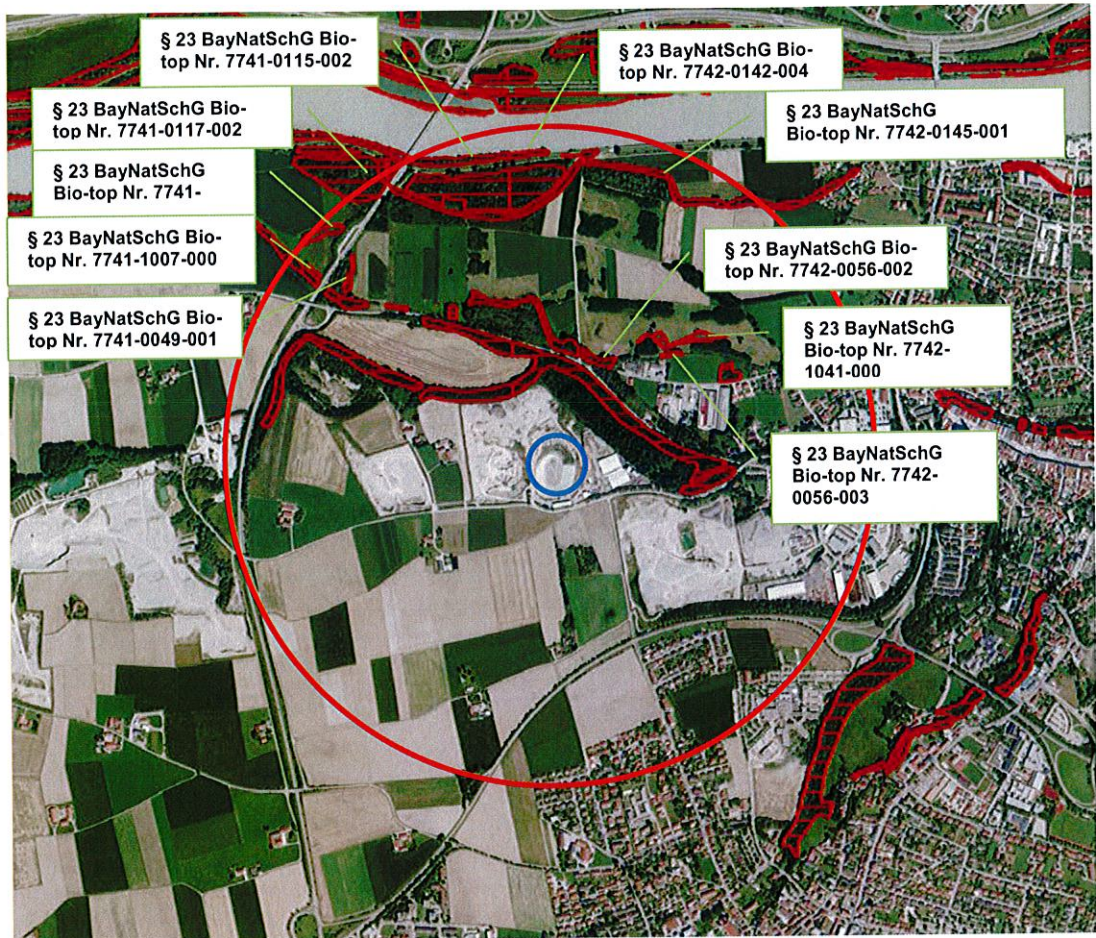 § 23 BayNatSchG Bio-
top Nr. 7741-0115-002
§ 23 BayNatSchG Bio-
top Nr. 7742-0142-004
§ 23 BayNatSchG Bio-
top Nr. 7741-0117-002
§ 23 BayNatSchG
Bio-top Nr. 7742-0145-001
§ 23 BayNatSchG
Bio-top Nr. 7741-
§ 23 BayNatSchG Bio-
top Nr. 7741-1007-000
§ 23 BayNatSchG Bio-
top Nr. 7742-0056-002
§ 23 BayNatSchG Bio-
top Nr. 7741-0049-001
§ 23 BayNatSchG
Bio-top Nr. 7742-
1041-000
§ 23 BayNatSchG
Bio-top Nr. 7742-
0056-003